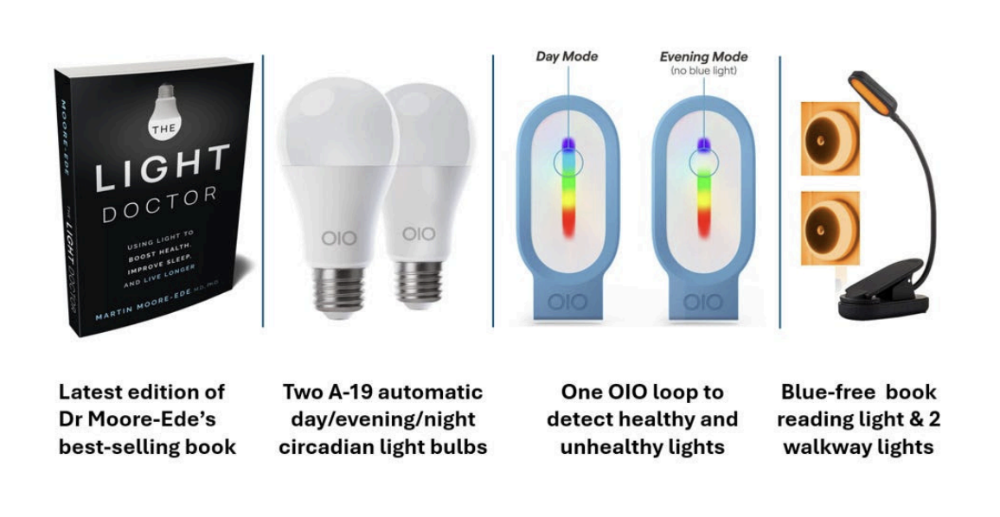 MOORE-EDE
THE LIGHT DOCTOR
THE
LIGHT
DOCTOR
USING LIGHT TO
BOOST HEALTH,
IMPROVE SLEEP,
AND LIVE LONGER
MARTIN MOORE-EDE M.D., PH.D
OIO
OIO
Day Mode
Evening Mode
(no blue light)
OIO
OIO
Latest edition of
Dr Moore-Ede’s
best-selling book
Two A-19 automatic
day/evening/night
circadian light bulbs
One OIO loop to
detect healthy and
unhealthy lights
Blue-free book
reading light & 2
walkway lights